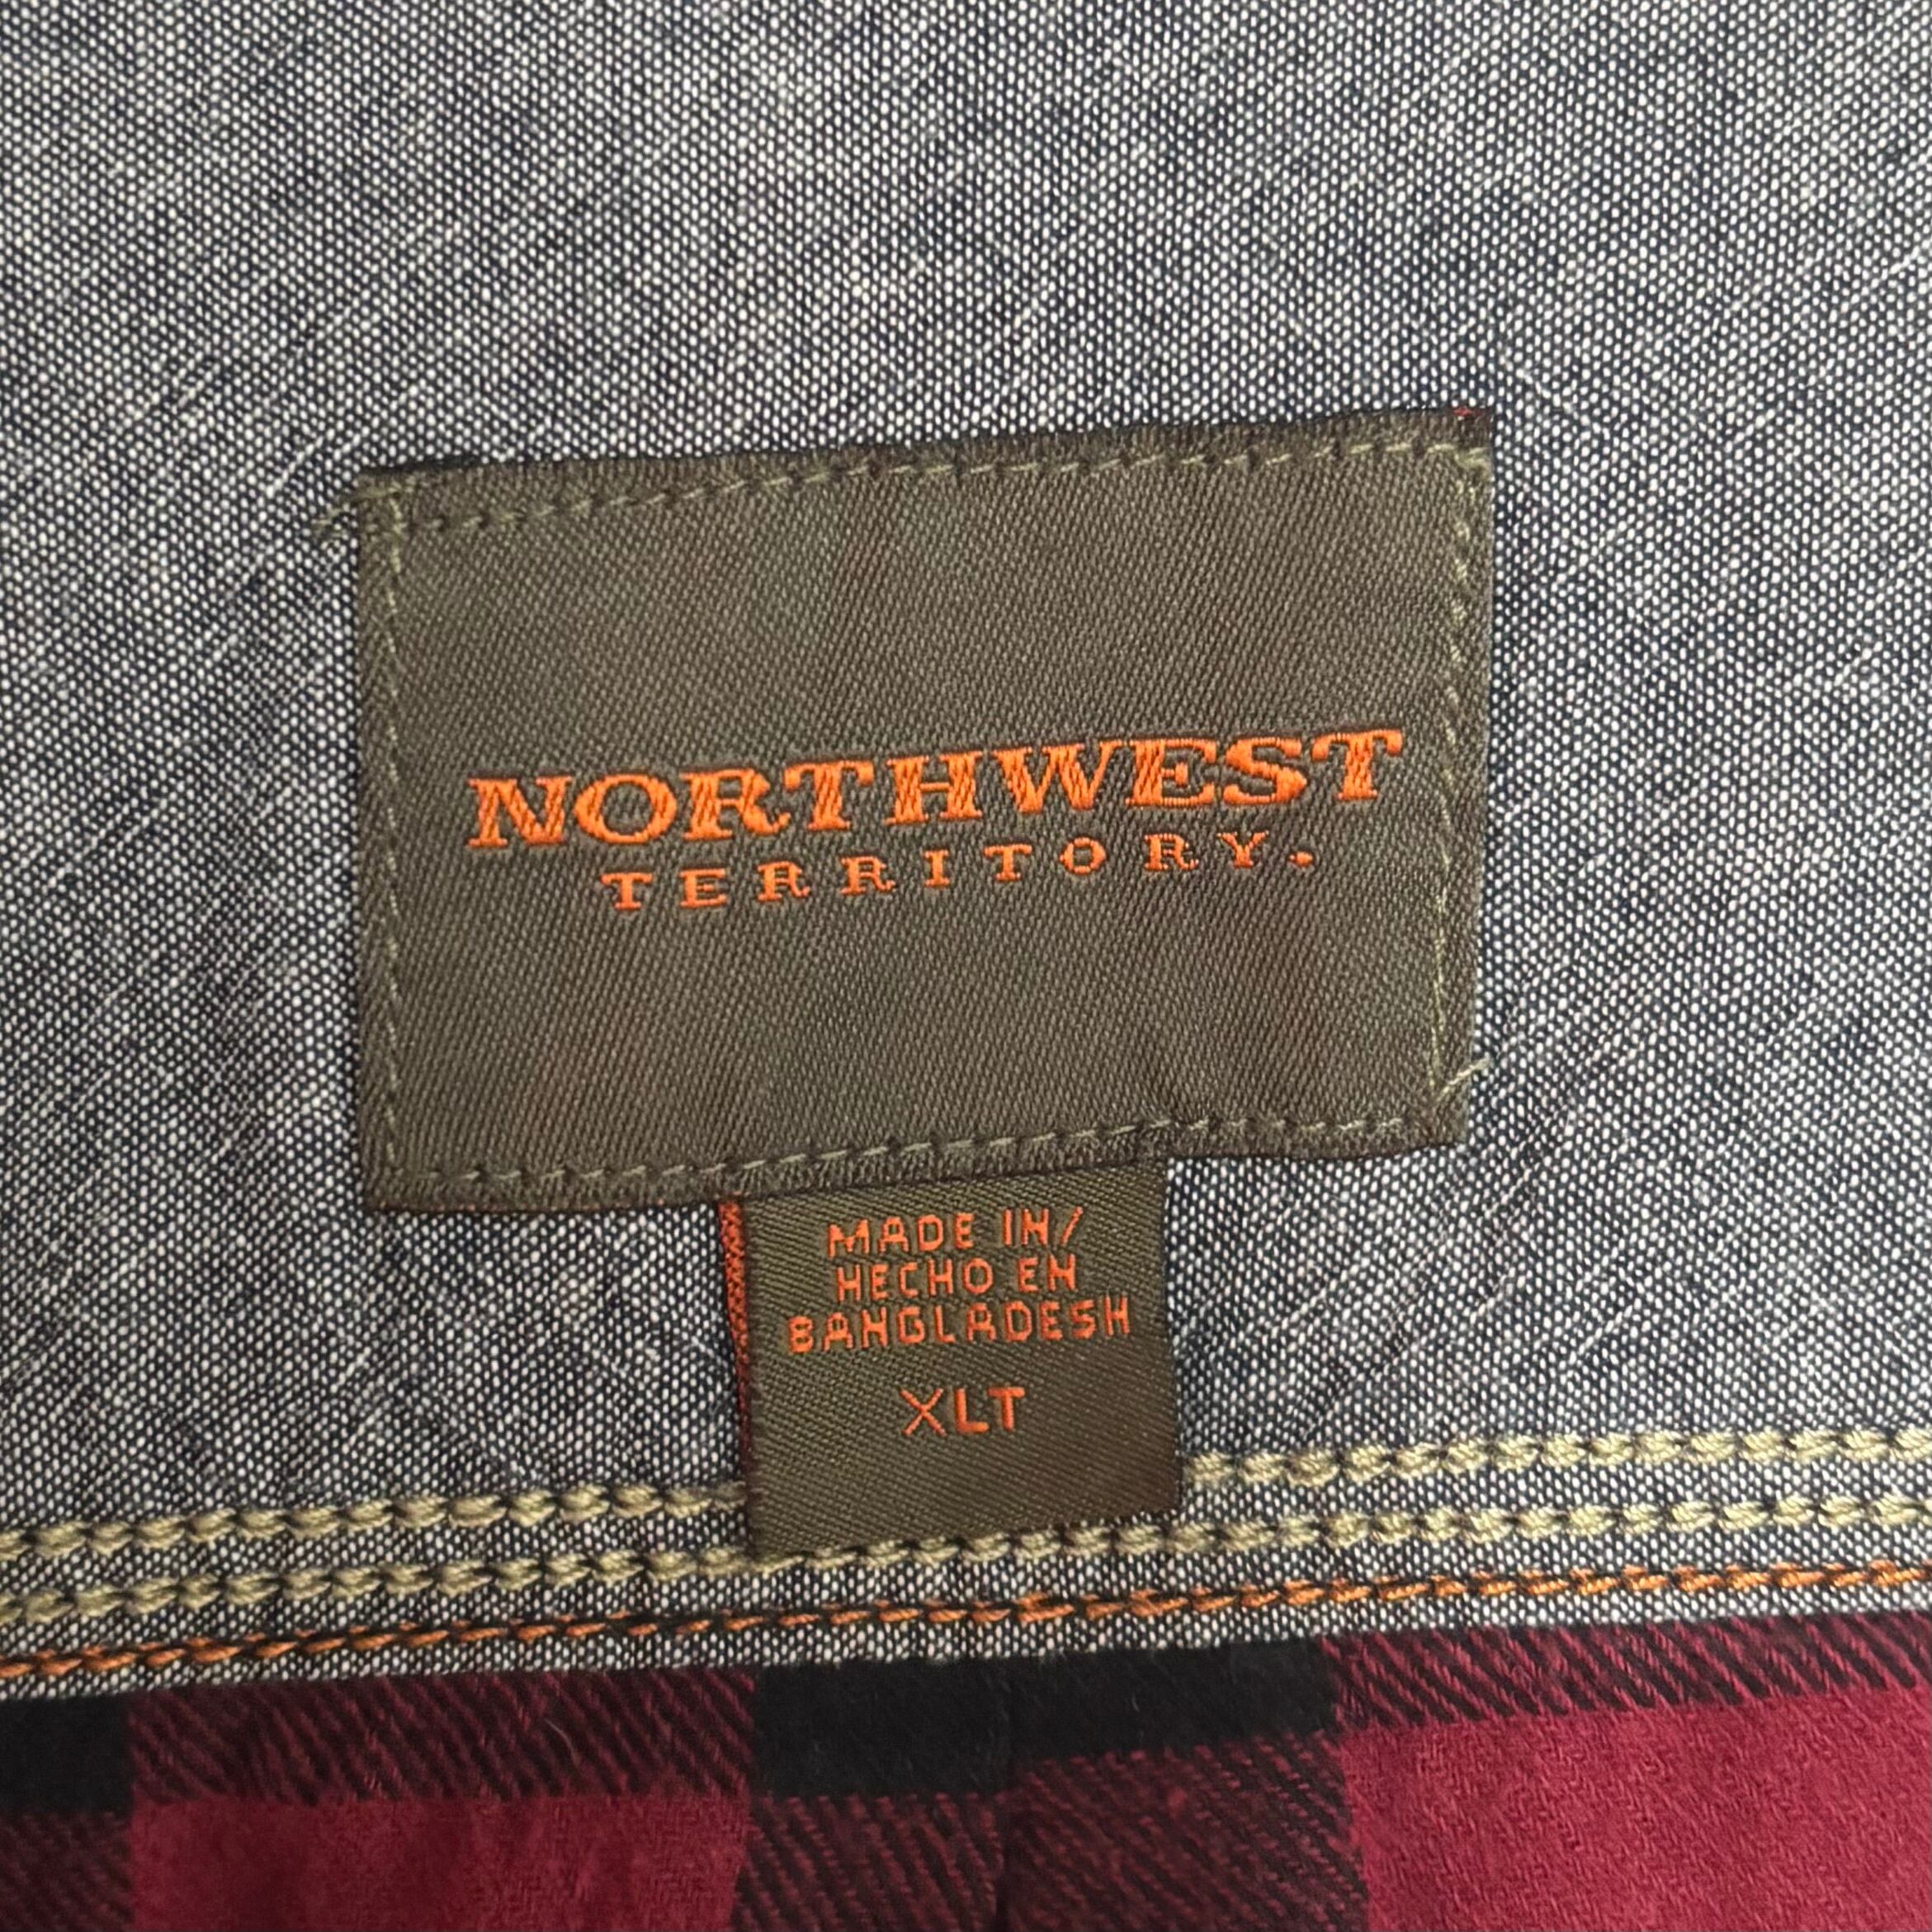 NORTHWEST
TERRITORY.
MADE IN/
HECHO EN
BANGLADESH
XLT